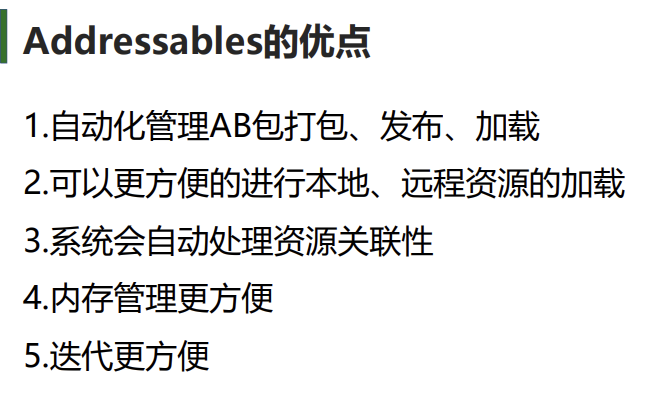 Addressables的优点
1.自动化管理AB包打包、发布、加载
2.可以更方便的进行本地、远程资源的加载
3.系统会自动处理资源关联性
4.内存管理更方便
5.迭代更方便